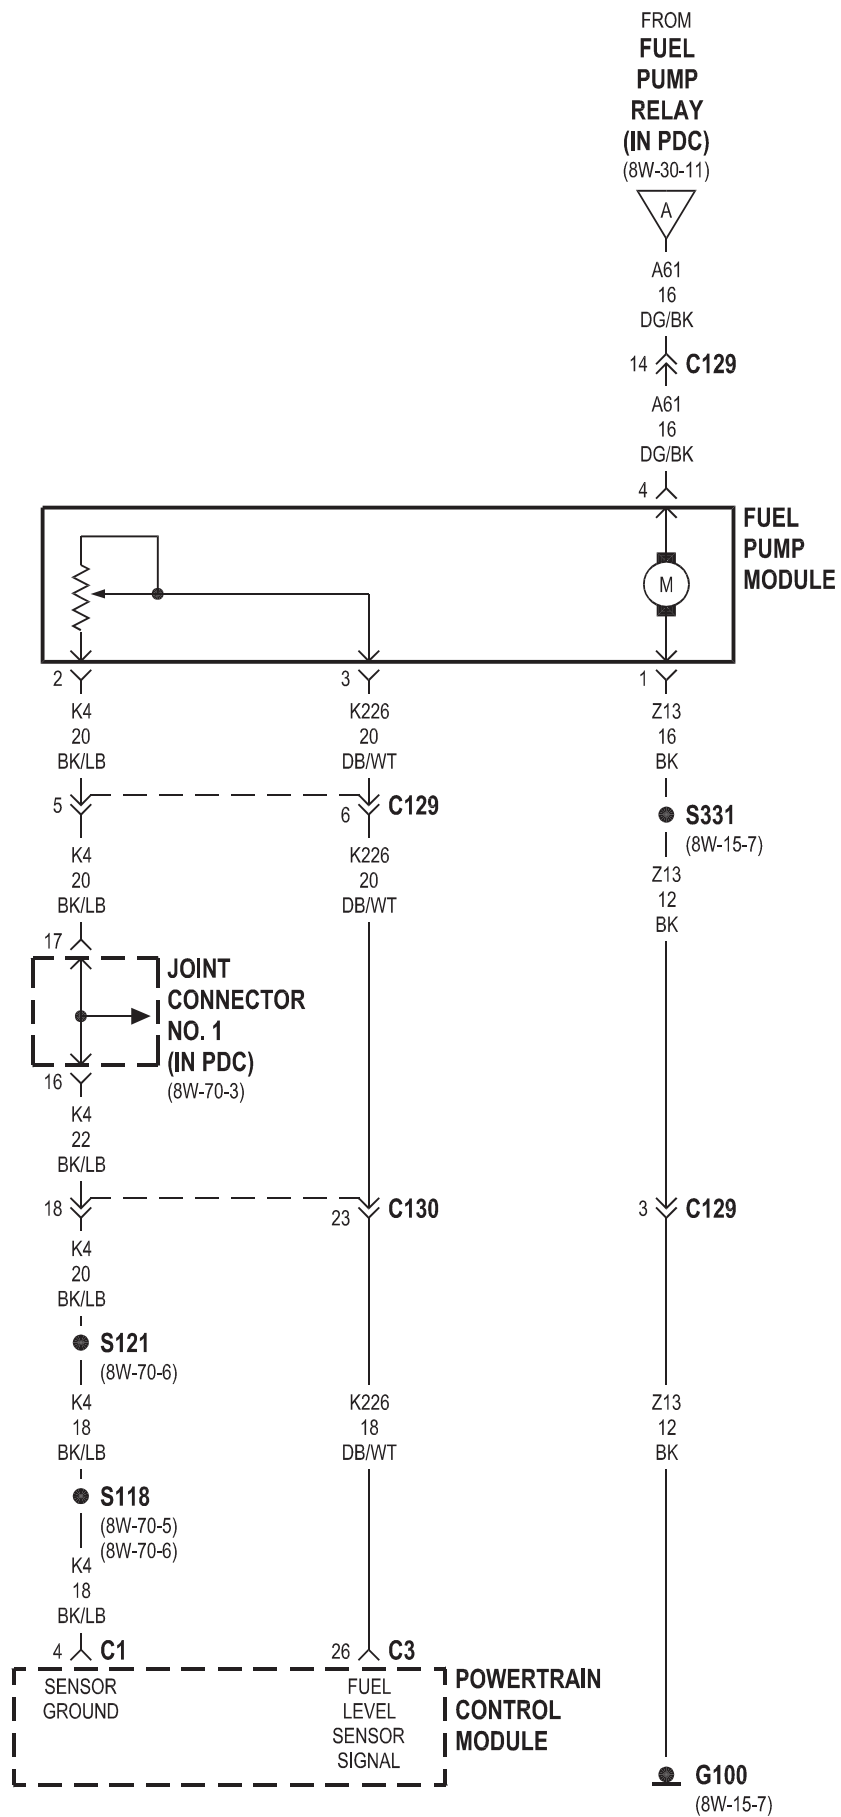 FROM
FUEL
PUMP
RELAY
(IN PDC)
(8W-30-11)
A
A61
16
DG/BK
14 C129
A61
16
DG/BK
4
FUEL
PUMP
MODULE
M
2 3 1
K4 K226 Z13
20 20 16
BK/LB DB/WT BK
5 6 C129
S331
(8W-15-7)
K4 K226 Z13
20 20 12
BK/LB DB/WT BK
17
JOINT
CONNECTOR
NO. 1
(IN PDC)
(8W-70-3)
16
K4
22
BK/LB
18 23 C130 3 C129
K4
20
BK/LB
S121
(8W-70-6)
K4 K226 Z13
18 18 12
BK/LB DB/WT BK
S118
(8W-70-5)
(8W-70-6)
K4
18
BK/LB
4 C1 26 C3
SENSOR
GROUND
FUEL
LEVEL
SENSOR
SIGNAL
POWERTRAIN
CONTROL
MODULE
G100
(8W-15-7)